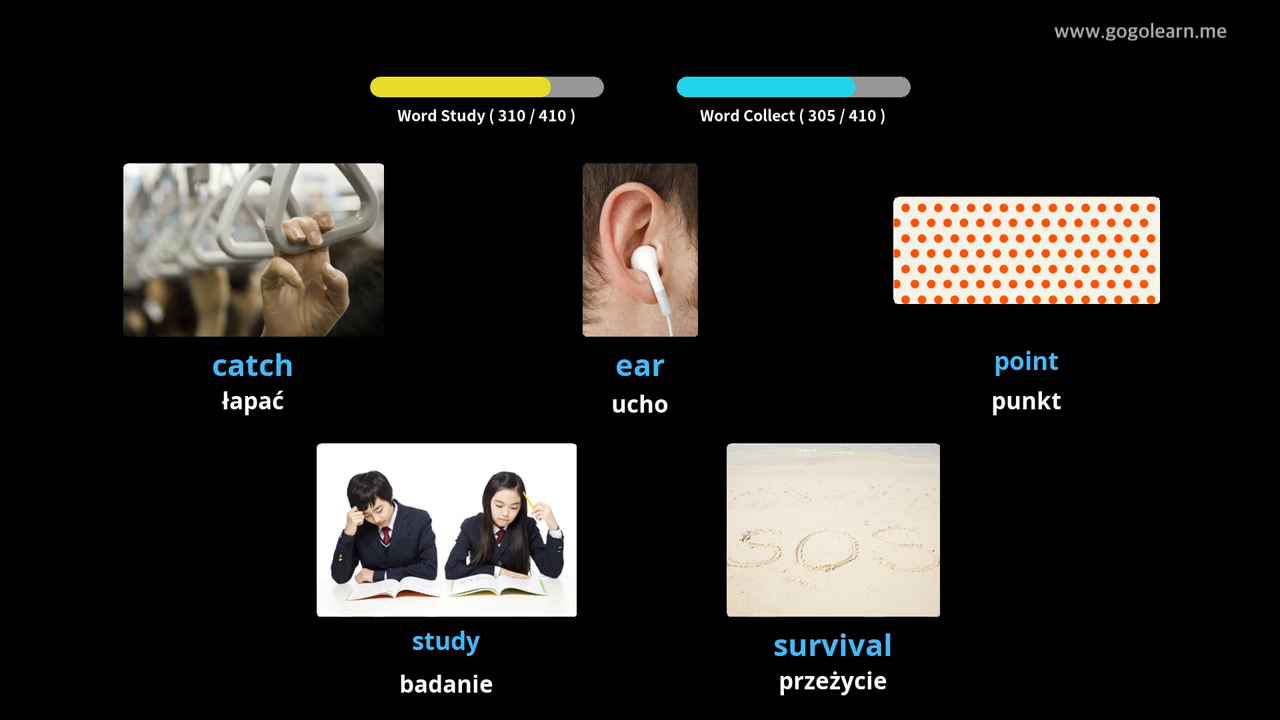 www.gogolearn.me
Word Study ( 310 / 410 )
Word Collect ( 305 / 410 )
catch
łapać
ear
ucho
point
punkt
SOS
study
badanie
survival
przeżycie